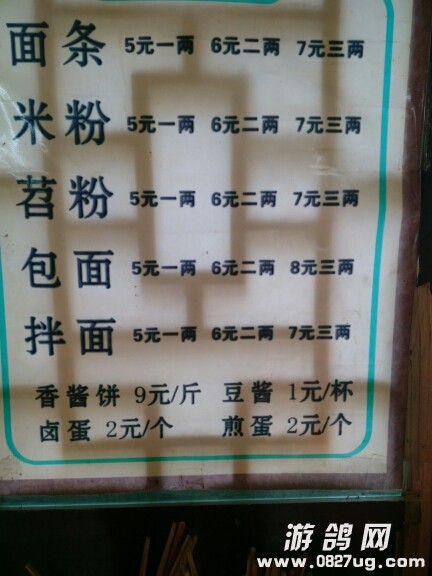 面条 5元一两 6元二两 7元三两
米粉 5元一两 6元二两 7元三两
苕粉 5元一两 6元二两 7元三两
包面 5元一两 6元二两 8元三两
拌面 5元一两 6元二两 7元三两
香酱饼 9元/斤 豆酱 1元/杯
卤蛋 2元/个 煎蛋 2元/个
游鸽网
www.0827ug.com